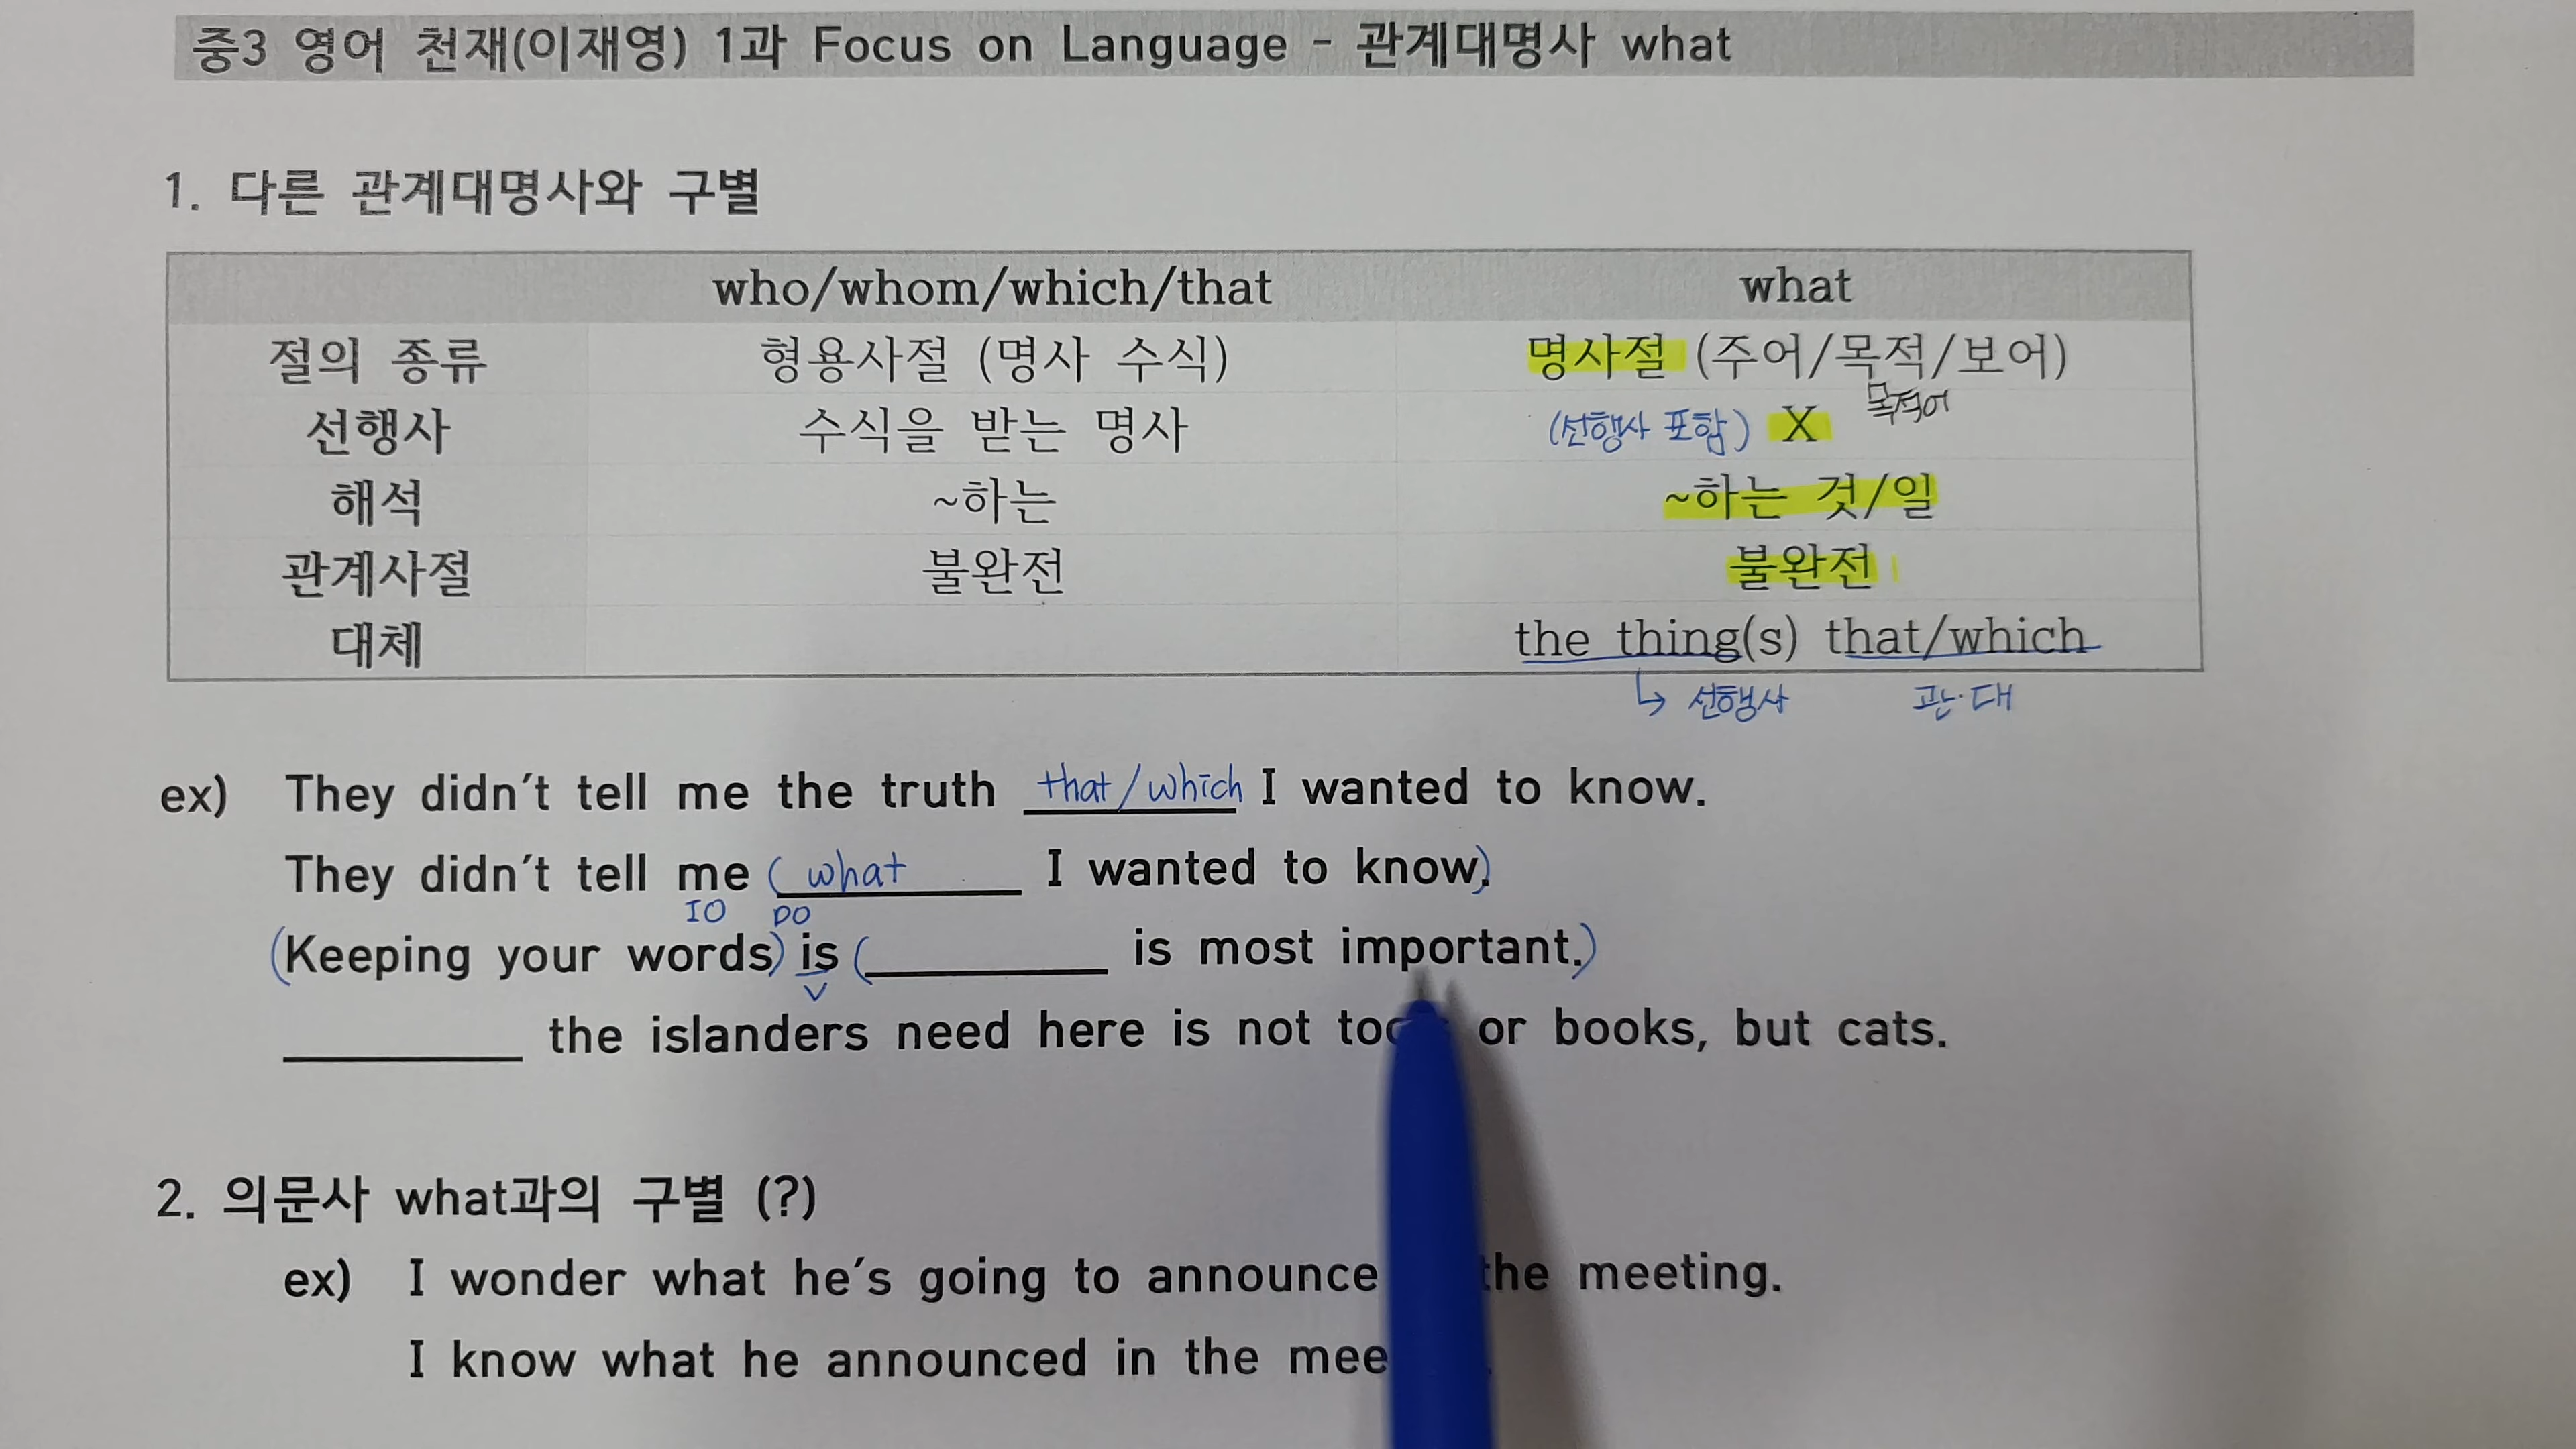 중3 영어 천재(이재영) 1과 Focus on Language - 관계대명사 what
1. 다른 관계대명사와 구별
who/whom/which/that what
절의 종류 형용사절 (명사 수식) 명사절 (주어/목적/보어)
목적어
선행사 수식을 받는 명사 (선행사 포함) X
해석 ~하는 ~하는 것/일
관계사절 불완전 불완전
대체 the thing(s) that/which
↳ 선행사 관·대
ex) They didn't tell me the truth that/which I wanted to know.
They didn't tell me (what I wanted to know)
IO DO
(Keeping your words) is (________ is most important.)
V
________ the islanders need here is not or books, but cats.
2. 의문사 what과의 구별 (?)
ex) I wonder what he's going to announce the meeting.
I know what he announced in the